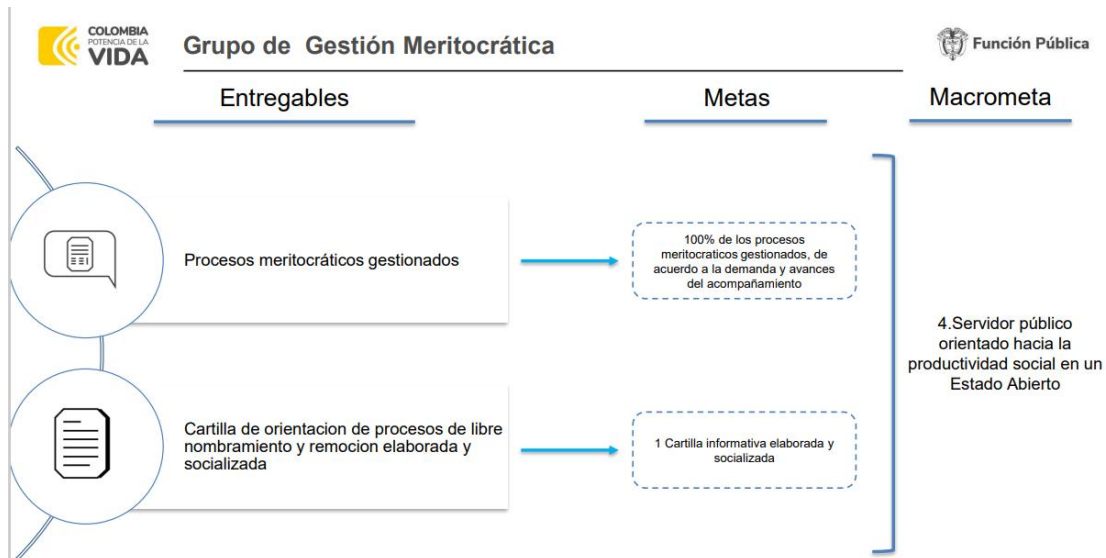 COLOMBIA
POTENCIA DE LA
VIDA
Grupo de Gestión Meritocrática
Función Pública
Entregables
Metas
Macrometa
Procesos meritocráticos gestionados
100% de los procesos
meritocraticos gestionados, de
acuerdo a la demanda y avances
del acompañamiento
Cartilla de orientacion de procesos de libre
nombramiento y remocion elaborada y
socializada
1 Cartilla informativa elaborada y
socializada
4.Servidor público
orientado hacia la
productividad social en un
Estado Abierto